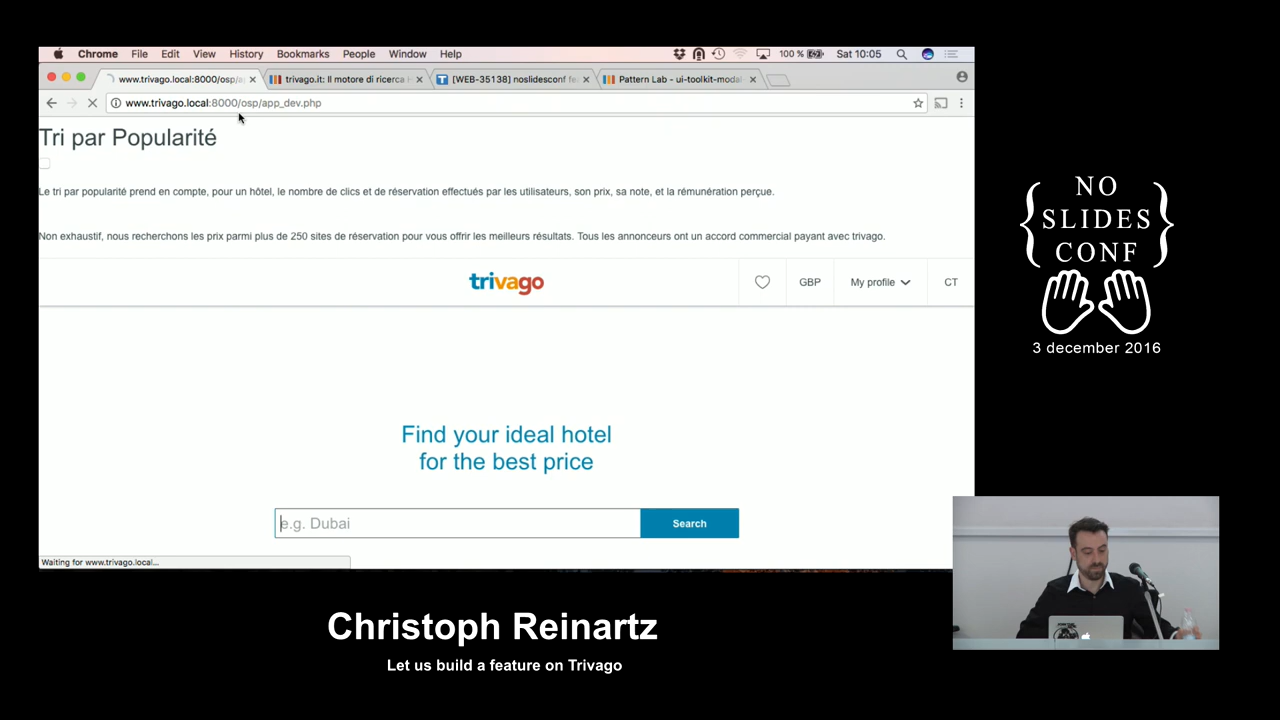 Chrome File Edit View History Bookmarks People Window Help 100 % Sat 10:05
www.trivago.local:8000/osp/a trivago.it: Il motore di ricerca H [WEB-35138] noslidesconf fea Pattern Lab - ui-toolkit-modal
www.trivago.local:8000/osp/app_dev.php
Tri par Popularité
Le tri par popularité prend en compte, pour un hôtel, le nombre de clics et de réservation effectués par les utilisateurs, son prix, sa note, et la rémunération perçue.
Non exhaustif, nous recherchons les prix parmi plus de 250 sites de réservation pour vous offrir les meilleurs résultats. Tous les annonceurs ont un accord commercial payant avec trivago.
trivago GBP My profile CT
Find your ideal hotel
for the best price
e.g. Dubai Search
Waiting for www.trivago.local...
NO
SLIDES
CONF
3 december 2016
Christoph Reinartz
Let us build a feature on Trivago